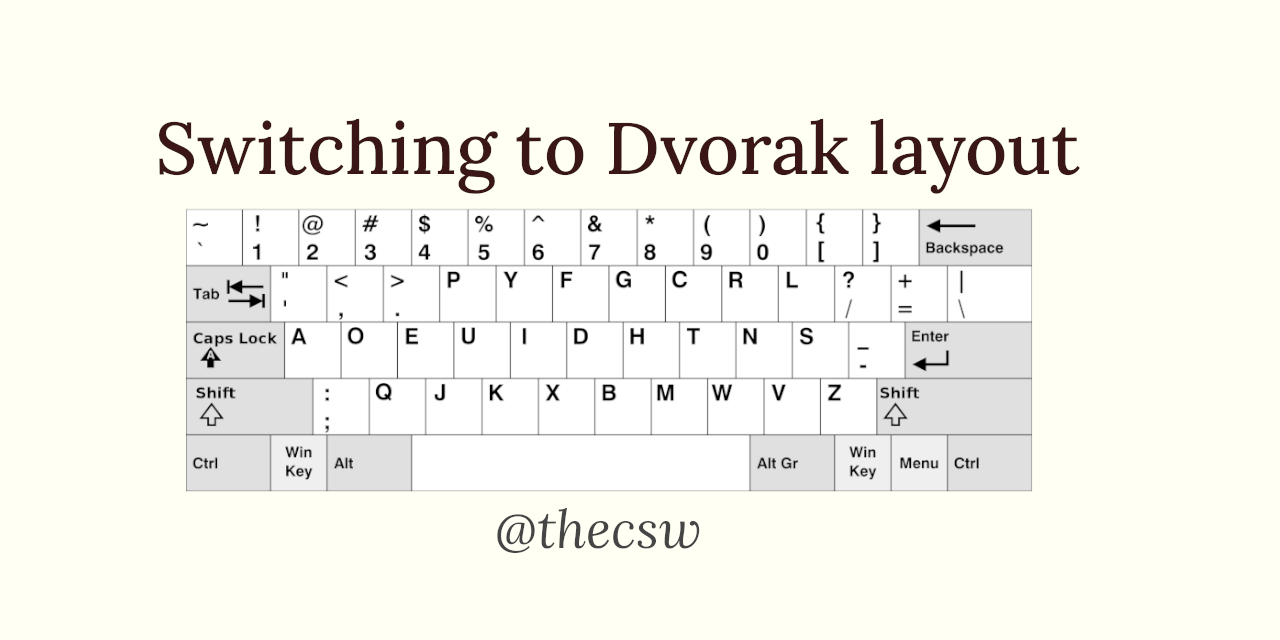 Switching to Dvorak layout
~ ! @ # $ % ^ & * ( ) { }
` 1 2 3 4 5 6 7 8 9 0 [ ] Backspace
Tab " < > P Y F G C R L ? + |
' , . / = \
Caps Lock A O E U I D H T N S _ Enter
-
Shift : Q J K X B M W V Z Shift
;
Ctrl Win Key Alt Alt Gr Win Key Menu Ctrl
@thecsw